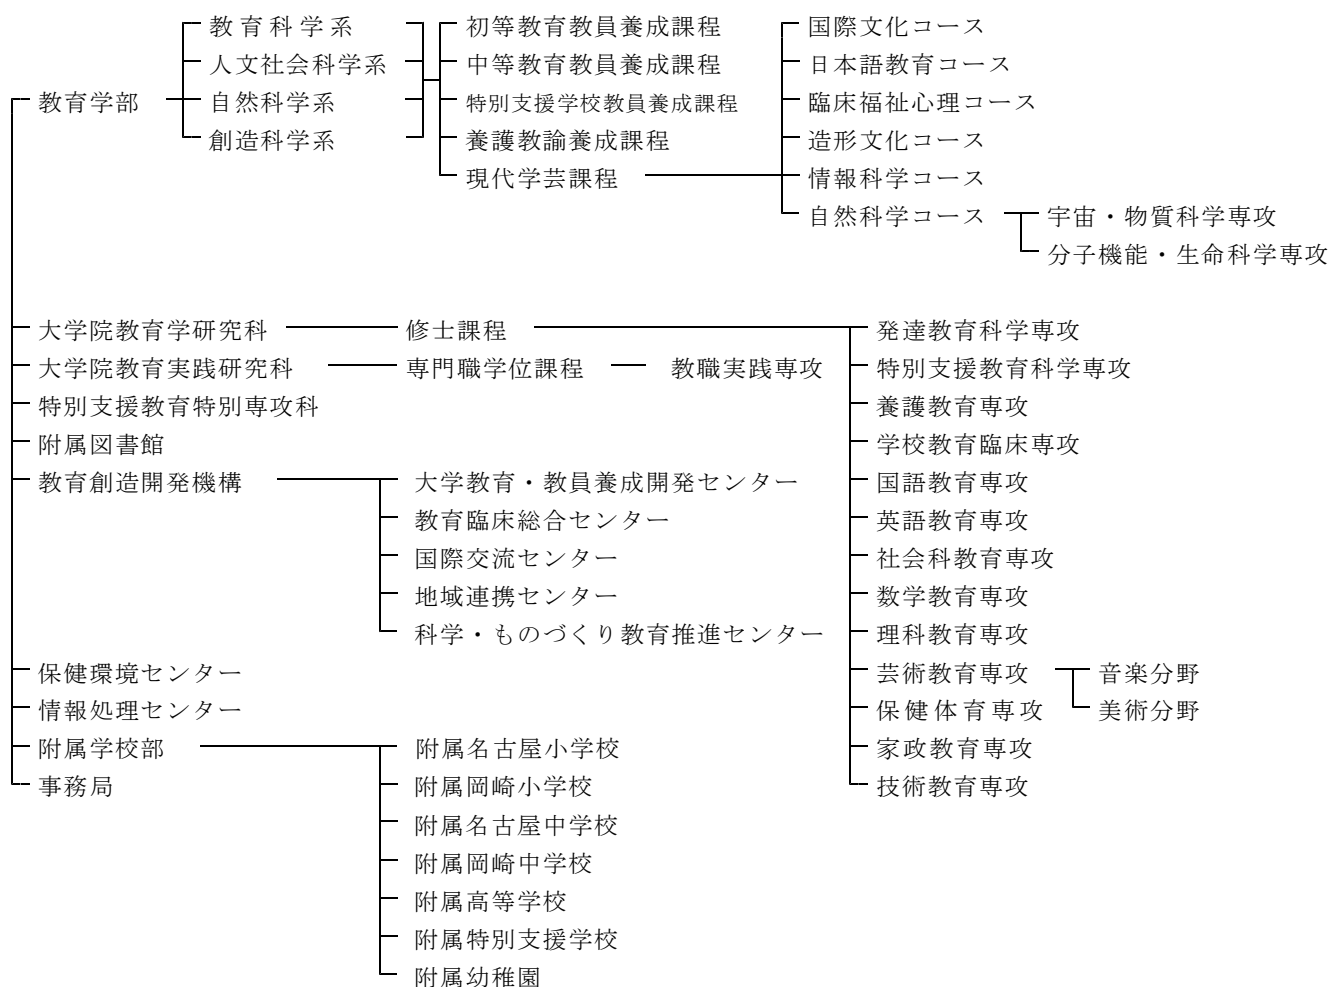 教育科学系 初等教育教員養成課程 国際文化コース
人文社会科学系 中等教育教員養成課程 日本語教育コース
教育学部 自然科学系 特別支援学校教員養成課程 臨床福祉心理コース
創造科学系 養護教諭養成課程 造形文化コース
現代学芸課程 情報科学コース
自然科学コース 宇宙・物質科学専攻
分子機能・生命科学専攻
大学院教育学研究科 修士課程 発達教育科学専攻
大学院教育実践研究科 専門職学位課程 教職実践専攻 特別支援教育科学専攻
特別支援教育特別専攻科 養護教育専攻
附属図書館 学校教育臨床専攻
教育創造開発機構 大学教育・教員養成開発センター 国語教育専攻
教育臨床総合センター 英語教育専攻
国際交流センター 社会科教育専攻
地域連携センター 数学教育専攻
科学・ものづくり教育推進センター 理科教育専攻
保健環境センター 芸術教育専攻 音楽分野
情報処理センター 保健体育専攻 美術分野
附属学校部 附属名古屋小学校 家政教育専攻
事務局 附属岡崎小学校 技術教育専攻
附属名古屋中学校
附属岡崎中学校
附属高等学校
附属特別支援学校
附属幼稚園